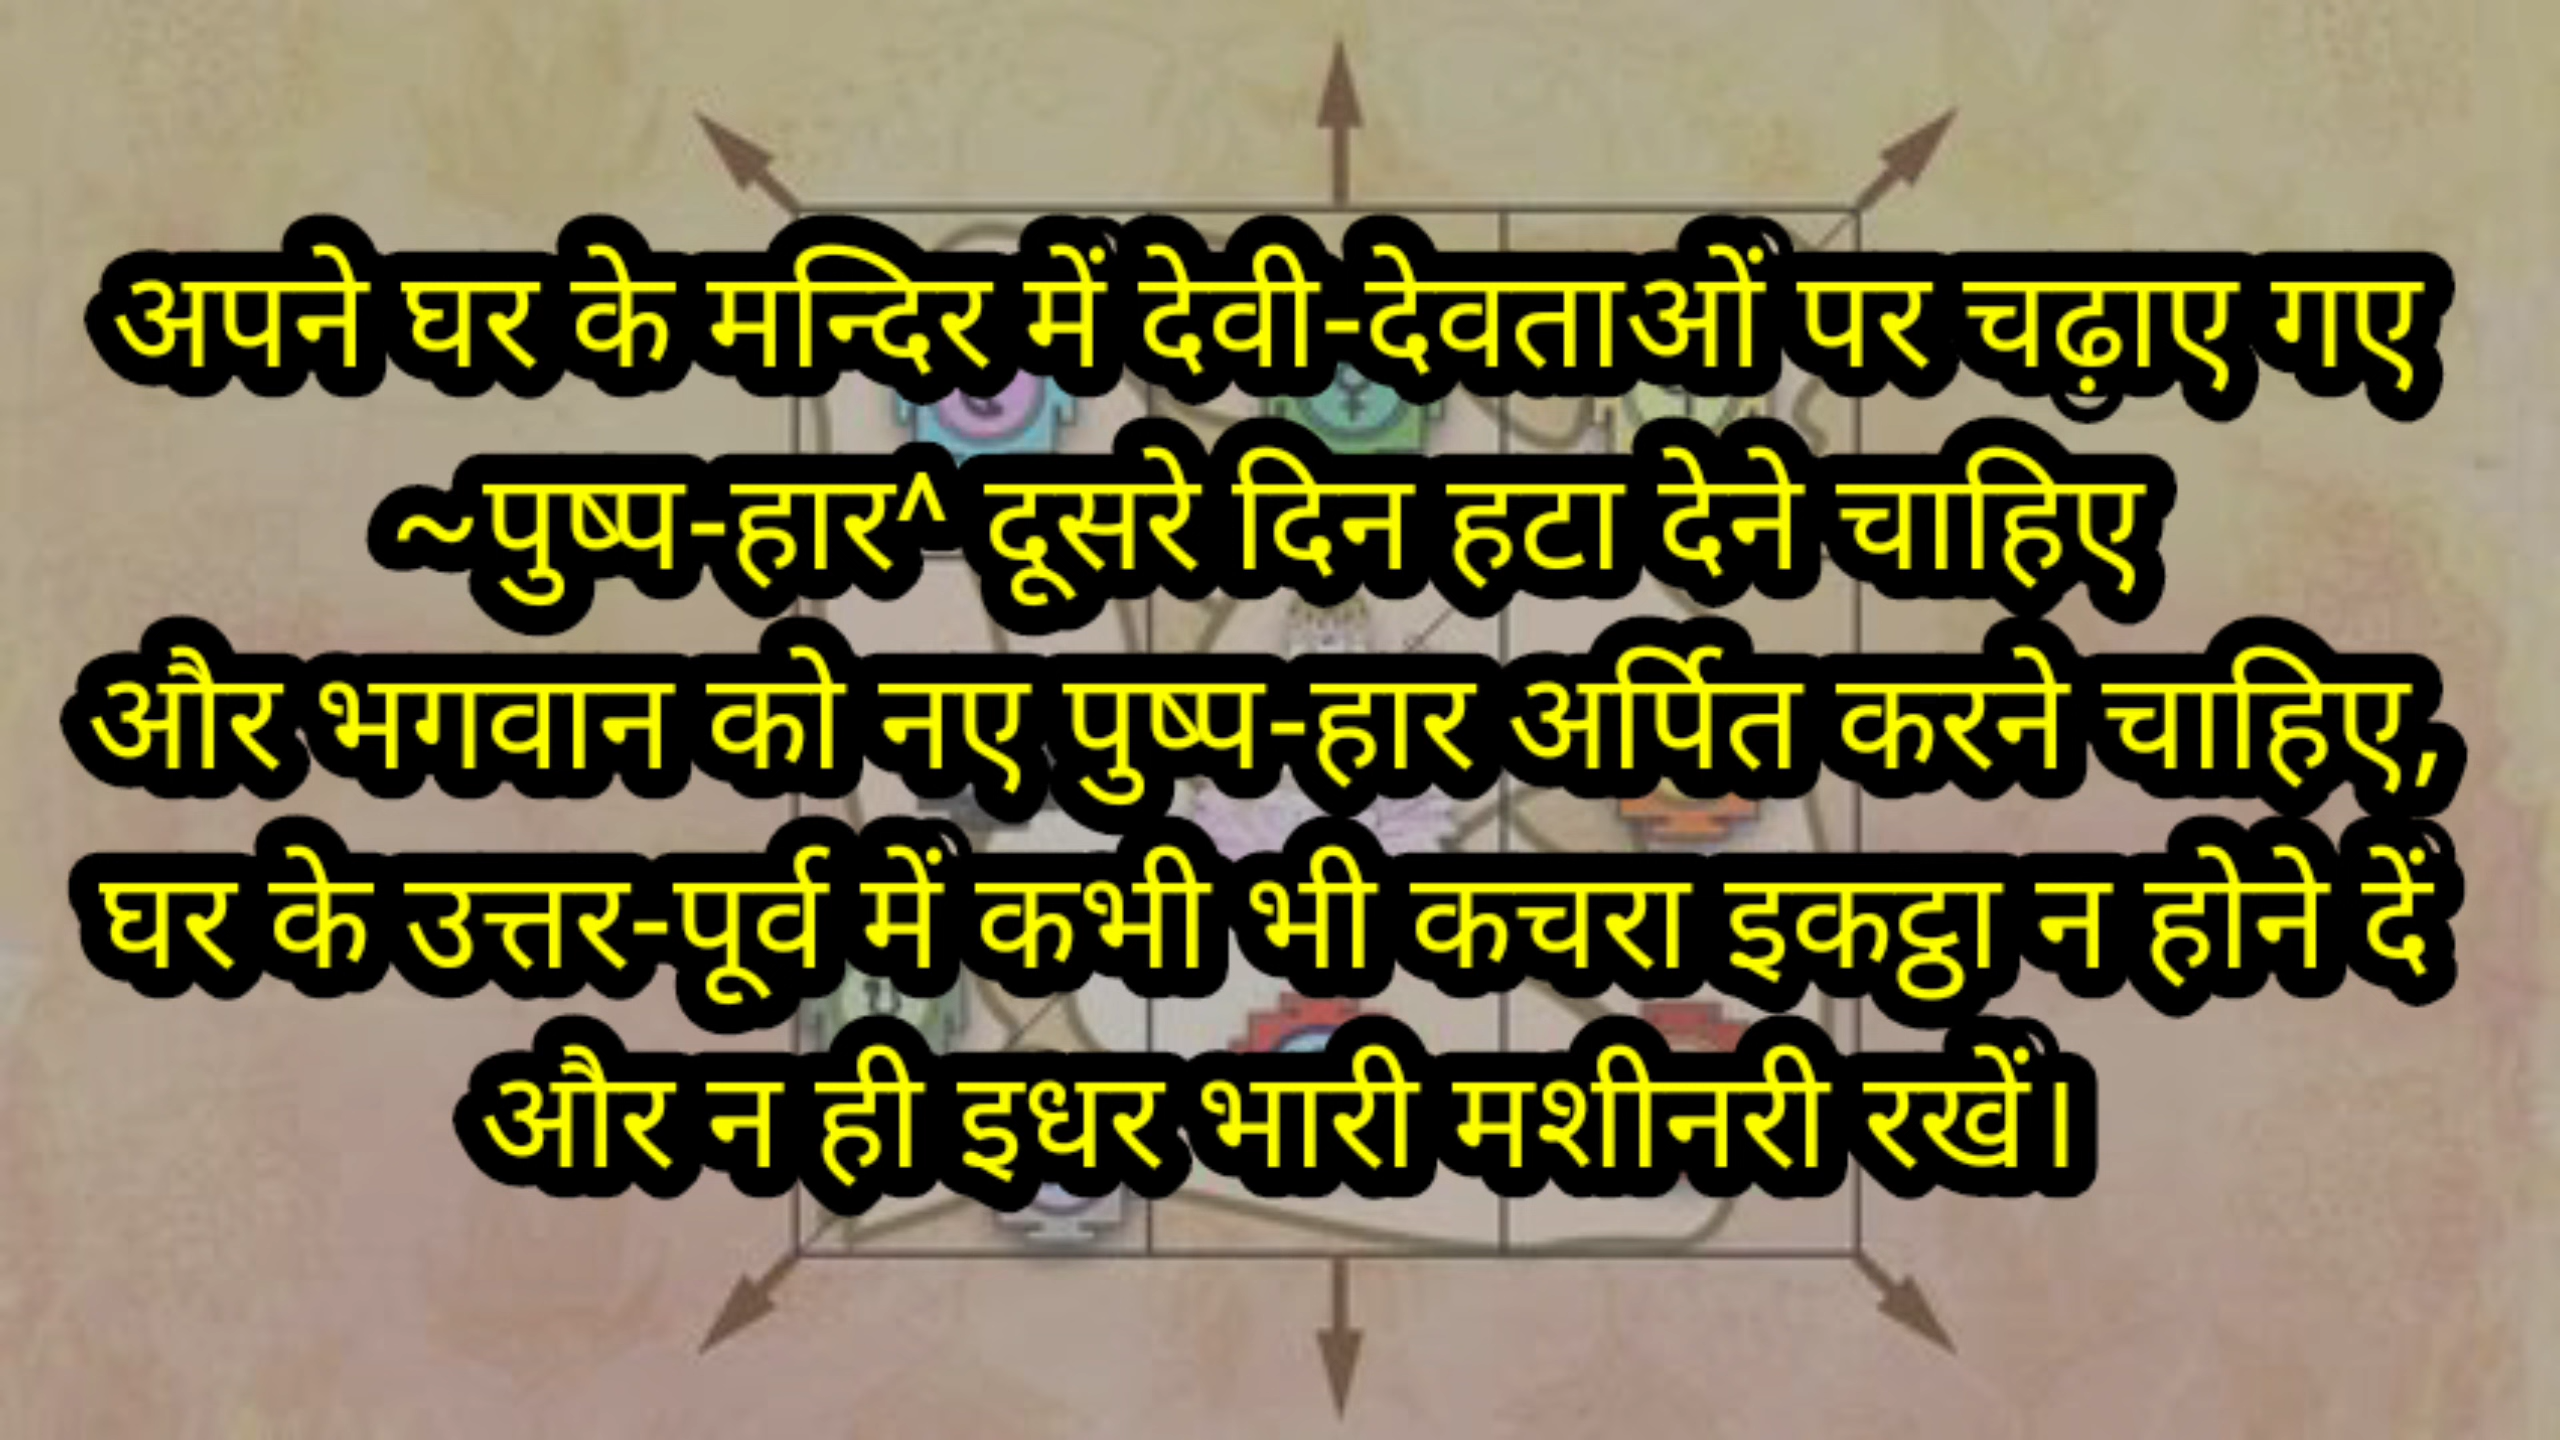 अपने घर के मन्दिर में देवी-देवताओं पर चढ़ाए गए
~पुष्प-हार^ दूसरे दिन हटा देने चाहिए
और भगवान को नए पुष्प-हार अर्पित करने चाहिए,
घर के उत्तर-पूर्व में कभी भी कचरा इकट्ठा न होने दें
और न ही इधर भारी मशीनरी रखें।